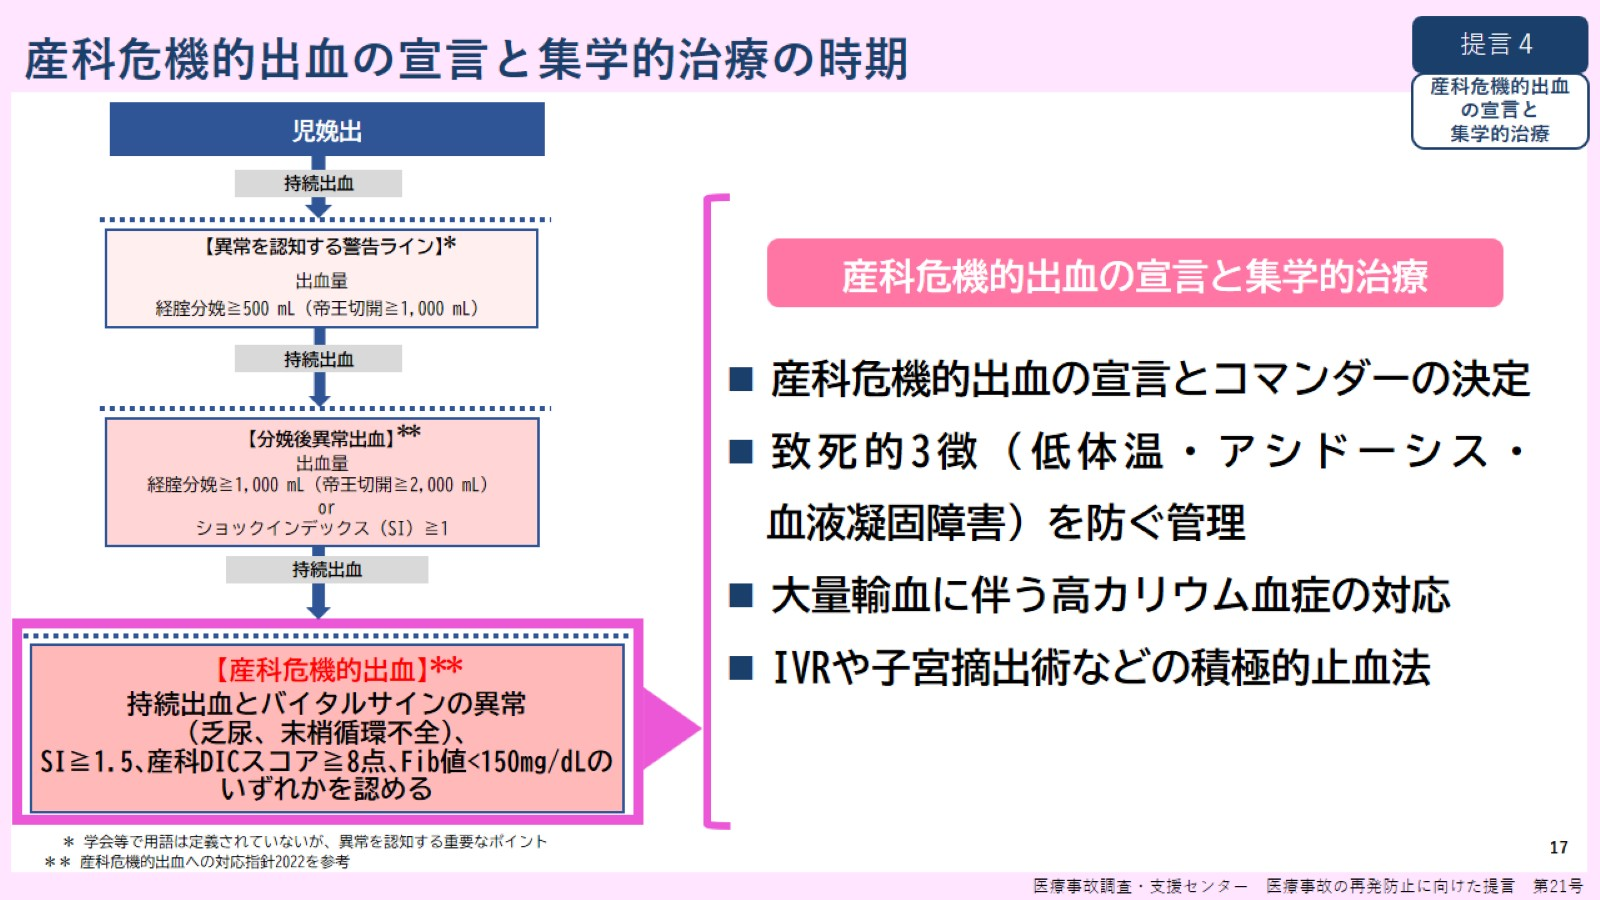 産科危機的出血の宣言と集学的治療の時期
提言4
産科危機的出血
の宣言と
集学的治療
児娩出
持続出血
【異常を認知する警告ライン】*
出血量
経腟分娩≧500 mL（帝王切開≧1,000 mL）
持続出血
【分娩後異常出血】**
出血量
経腟分娩≧1,000 mL（帝王切開≧2,000 mL）
or
ショックインデックス（SI）≧1
持続出血
【産科危機的出血】**
持続出血とバイタルサインの異常
（乏尿、末梢循環不全）、
SI≧1.5、産科DICスコア≧8点、Fib値<150mg/dLの
いずれかを認める
産科危機的出血の宣言と集学的治療
■ 産科危機的出血の宣言とコマンダーの決定
■ 致死的3徴（低体温・アシドーシス・
血液凝固障害）を防ぐ管理
■ 大量輸血に伴う高カリウム血症の対応
■ IVRや子宮摘出術などの積極的止血法
＊ 学会等で用語は定義されていないが、異常を認知する重要なポイント
＊＊ 産科危機的出血への対応指針2022を参考
17
医療事故調査・支援センター　医療事故の再発防止に向けた提言　第21号